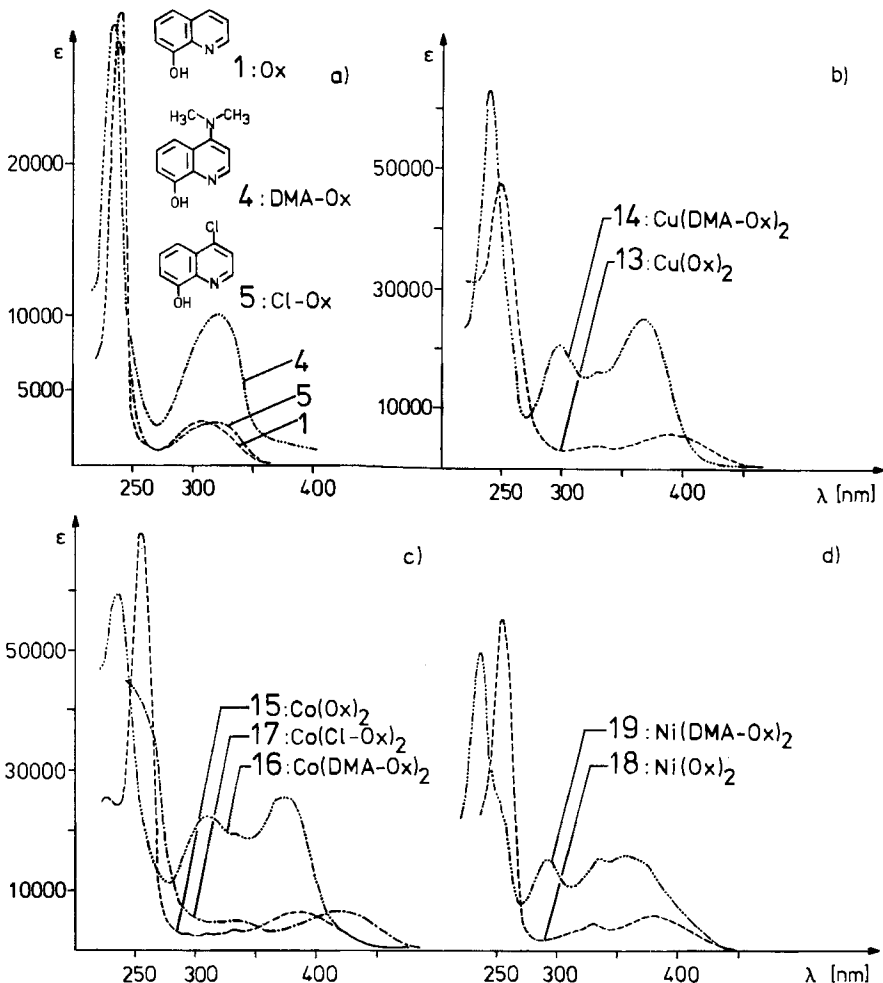 ε
20000
10000
5000
250
300
400
a)
N
OH
1 : Ox
H₃C
N
CH₃
N
OH
4 : DMA-Ox
Cl
N
OH
5 : Cl-Ox
4
5
1
ε
50000
30000
10000
250
300
400
λ [nm]
b)
14 : Cu(DMA-Ox)₂
13 : Cu(Ox)₂
ε
50000
30000
10000
250
300
400
c)
15 : Co(Ox)₂
17 : Co(Cl-Ox)₂
16 : Co(DMA-Ox)₂
d)
19 : Ni(DMA-Ox)₂
18 : Ni(Ox)₂
250
300
400
λ [nm]